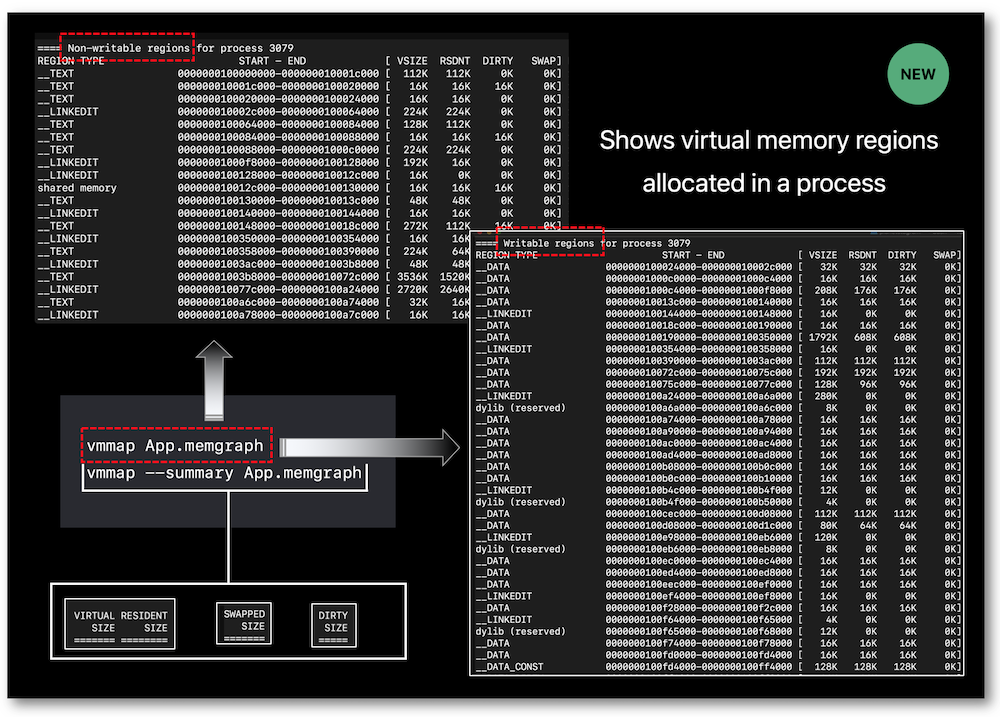 ==== Non-writable regions for process 3079
REGION TYPE START - END [ VSIZE RSDNT DIRTY SWAP]
__TEXT 0000000100000000-000000010001c000 [ 112K 112K 0K 0K]
__TEXT 000000010001c000-0000000100020000 [ 16K 16K 16K 0K]
__TEXT 0000000100020000-0000000100024000 [ 16K 16K 0K 0K]
__LINKEDIT 000000010002c000-0000000100064000 [ 224K 224K 0K 0K]
__TEXT 0000000100064000-0000000100084000 [ 128K 112K 0K 0K]
__TEXT 0000000100084000-0000000100088000 [ 16K 16K 16K 0K]
__TEXT 0000000100088000-00000001000c0000 [ 224K 224K 0K 0K]
__LINKEDIT 00000001000f8000-0000000100128000 [ 192K 16K 0K 0K]
__LINKEDIT 0000000100128000-000000010012c000 [ 16K 0K 0K 0K]
shared memory 000000010012c000-0000000100130000 [ 16K 16K 16K 0K]
__TEXT 0000000100130000-000000010013c000 [ 48K 48K 0K 0K]
__LINKEDIT 0000000100140000-0000000100144000 [ 16K 16K 0K 0K]
__TEXT 0000000100148000-000000010018c000 [ 272K 112K 16K 0K]
__LINKEDIT 0000000100350000-0000000100354000 [ 16K 16K
__TEXT 0000000100358000-0000000100390000 [ 224K 64K
__LINKEDIT 00000001003ac000-00000001003b8000 [ 48K 48K
__TEXT 00000001003b8000-000000010072c000 [ 3536K 1520K
__LINKEDIT 000000010077c000-0000000100a24000 [ 2720K 2640K
__TEXT 0000000100a6c000-0000000100a74000 [ 32K 16K
__LINKEDIT 0000000100a78000-0000000100a7c000 [ 16K 16K
NEW
Shows virtual memory regions
allocated in a process
==== Writable regions for process 3079
REGION TYPE START - END [ VSIZE RSDNT DIRTY SWAP]
__DATA 0000000100024000-000000010002c000 [ 32K 32K 32K 0K]
__DATA 00000001000c0000-00000001000c4000 [ 16K 16K 16K 0K]
__DATA 00000001000c4000-00000001000f8000 [ 208K 176K 176K 0K]
__DATA 000000010013c000-0000000100140000 [ 16K 16K 16K 0K]
__LINKEDIT 0000000100144000-0000000100148000 [ 16K 0K 0K 0K]
__DATA 000000010018c000-0000000100190000 [ 16K 16K 16K 0K]
__DATA 0000000100190000-0000000100350000 [ 1792K 608K 608K 0K]
__LINKEDIT 0000000100354000-0000000100358000 [ 16K 0K 0K 0K]
__DATA 0000000100390000-00000001003ac000 [ 112K 112K 112K 0K]
__DATA 000000010072c000-000000010075c000 [ 192K 192K 192K 0K]
__DATA 000000010075c000-000000010077c000 [ 128K 96K 96K 0K]
__LINKEDIT 0000000100a24000-0000000100a6a000 [ 280K 0K 0K 0K]
dylib (reserved) 0000000100a6a000-0000000100a6c000 [ 8K 0K 0K 0K]
__DATA 0000000100a74000-0000000100a78000 [ 16K 16K 16K 0K]
__DATA 0000000100a90000-0000000100a94000 [ 16K 16K 16K 0K]
__DATA 0000000100ac0000-0000000100ac4000 [ 16K 16K 16K 0K]
__DATA 0000000100ad4000-0000000100ad8000 [ 16K 16K 16K 0K]
__DATA 0000000100b08000-0000000100b0c000 [ 16K 16K 16K 0K]
__DATA 0000000100b0c000-0000000100b10000 [ 16K 16K 16K 0K]
__LINKEDIT 0000000100b4c000-0000000100b4f000 [ 12K 0K 0K 0K]
dylib (reserved) 0000000100b4f000-0000000100b50000 [ 4K 0K 0K 0K]
__DATA 0000000100cec000-0000000100d08000 [ 112K 112K 112K 0K]
__DATA 0000000100d08000-0000000100d1c000 [ 80K 64K 64K 0K]
__LINKEDIT 0000000100e98000-0000000100eb6000 [ 120K 0K 0K 0K]
dylib (reserved) 0000000100eb6000-0000000100eb8000 [ 8K 0K 0K 0K]
__DATA 0000000100ec0000-0000000100ec4000 [ 16K 16K 16K 0K]
__DATA 0000000100ed4000-0000000100ed8000 [ 16K 16K 16K 0K]
__DATA 0000000100eec000-0000000100ef0000 [ 16K 16K 16K 0K]
__LINKEDIT 0000000100ef4000-0000000100ef8000 [ 16K 0K 0K 0K]
__DATA 0000000100f28000-0000000100f2c000 [ 16K 16K 16K 0K]
__LINKEDIT 0000000100f64000-0000000100f65000 [ 4K 0K 0K 0K]
dylib (reserved) 0000000100f65000-0000000100f68000 [ 12K 0K 0K 0K]
__DATA 0000000100f74000-0000000100f78000 [ 16K 16K 16K 0K]
__DATA 0000000100fd0000-0000000100fd4000 [ 16K 16K 16K 0K]
__DATA_CONST 0000000100fd4000-0000000100ff4000 [ 128K 128K 128K 0K]
vmmap App.memgraph
vmmap --summary App.memgraph
VIRTUAL RESIDENT
SIZE SIZE
======= ========
SWAPPED
SIZE
=======
DIRTY
SIZE
=====